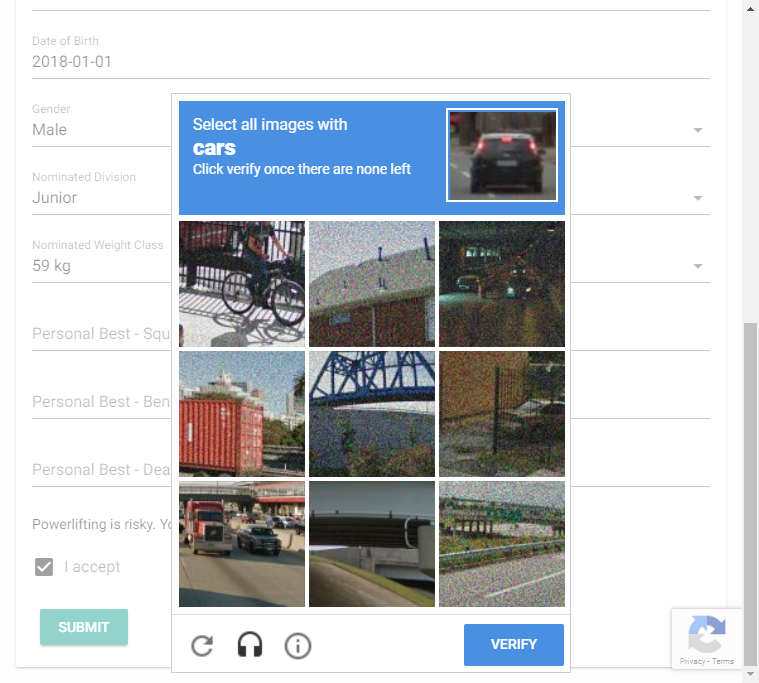 Date of Birth
2018-01-01
Gender
Male
Nominated Division
Junior
Nominated Weight Class
59 kg
Personal Best - Squ
Personal Best - Ben
Personal Best - Dea
Powerlifting is risky. Yo
I accept
SUBMIT
Select all images with
cars
Click verify once there are none left
VERIFY
Privacy - Terms